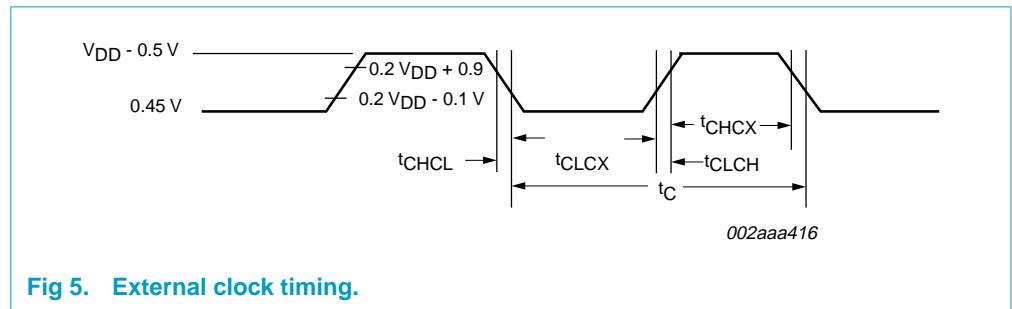 VDD - 0.5 V
0.2 VDD + 0.9
0.2 VDD - 0.1 V
0.45 V
tCHCX
tCHCL
tCLCX
tCLCH
tC
002aaa416
Fig 5. External clock timing.